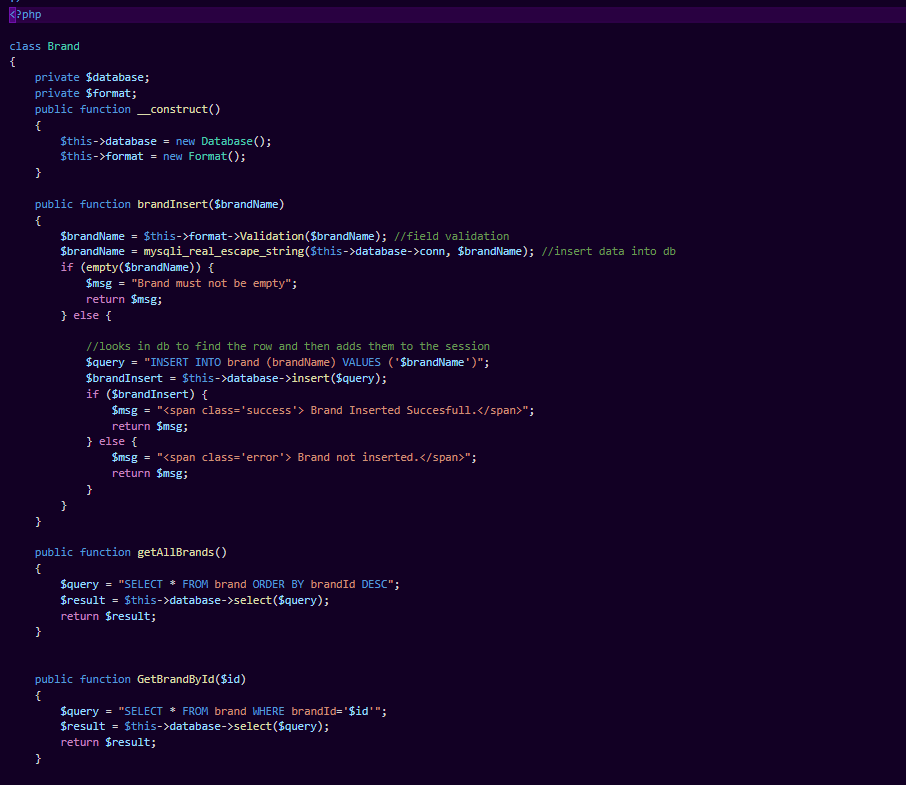 <?php
class Brand
{
    private $database;
    private $format;
    public function __construct()
    {
        $this->database = new Database();
        $this->format = new Format();
    }
    public function brandInsert($brandName)
    {
        $brandName = $this->format->Validation($brandName); //field validation
        $brandName = mysqli_real_escape_string($this->database->conn, $brandName); //insert data into db
        if (empty($brandName)) {
            $msg = "Brand must not be empty";
            return $msg;
        } else {
            //looks in db to find the row and then adds them to the session
            $query = "INSERT INTO brand (brandName) VALUES ('$brandName')";
            $brandInsert = $this->database->insert($query);
            if ($brandInsert) {
                $msg = "<span class='success'> Brand Inserted Succesfull.</span>";
                return $msg;
            } else {
                $msg = "<span class='error'> Brand not inserted.</span>";
                return $msg;
            }
        }
    }
    public function getAllBrands()
    {
        $query = "SELECT * FROM brand ORDER BY brandId DESC";
        $result = $this->database->select($query);
        return $result;
    }
    public function GetBrandById($id)
    {
        $query = "SELECT * FROM brand WHERE brandId='$id'";
        $result = $this->database->select($query);
        return $result;
    }